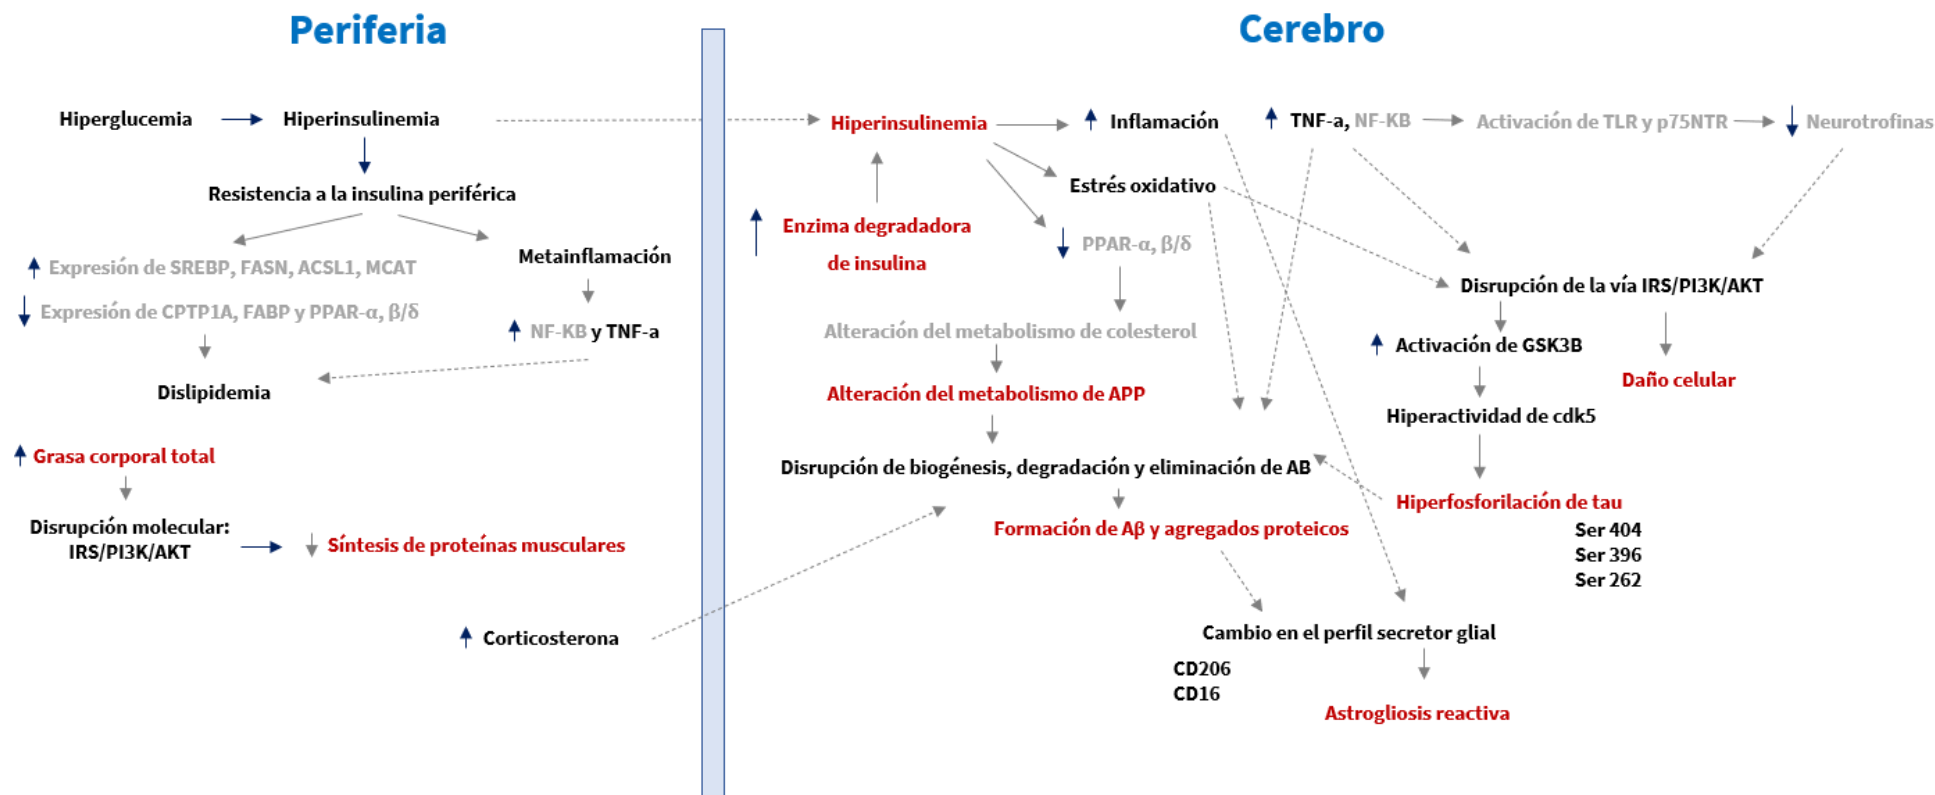 Periferia
Hiperglucemia
Hiperinsulinemia
Resistencia a la insulina periférica
Expresión de SREBP, FASN, ACSL1, MCAT
Expresión de CPTP1A, FABP y PPAR-α, β/δ
Metainflamación
NF-KB y TNF-a
Dislipidemia
Grasa corporal total
Disrupción molecular:
IRS/PI3K/AKT
Síntesis de proteínas musculares
Corticosterona
Cerebro
Hiperinsulinemia
Inflamación
TNF-a, NF-KB
Activación de TLR y p75NTR
Neurotrofinas
Estrés oxidativo
Enzima degradadora
de insulina
PPAR-α, β/δ
Alteración del metabolismo de colesterol
Alteración del metabolismo de APP
Disrupción de biogénesis, degradación y eliminación de AB
Formación de Aβ y agregados proteicos
Disrupción de la vía IRS/PI3K/AKT
Activación de GSK3B
Daño celular
Hiperactividad de cdk5
Hiperfosforilación de tau
Ser 404
Ser 396
Ser 262
Cambio en el perfil secretor glial
CD206
CD16
Astrogliosis reactiva